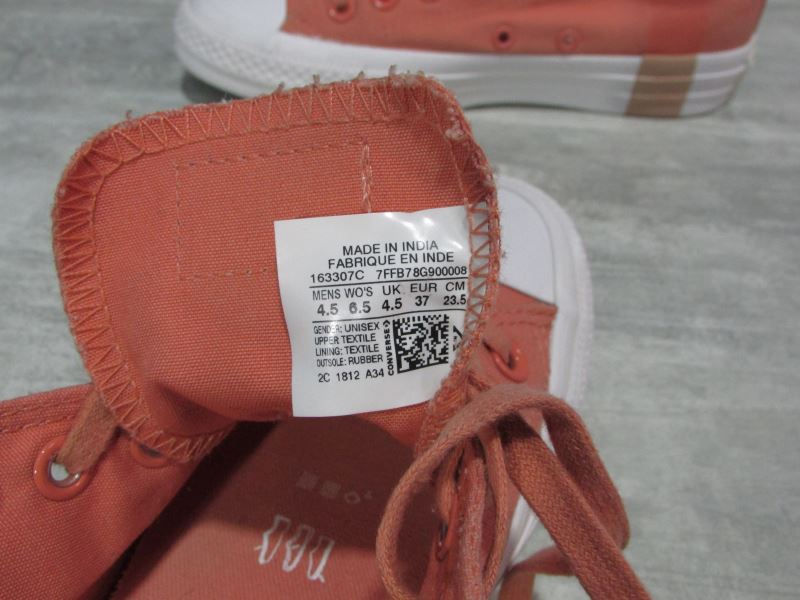 MADE IN INDIA
FABRIQUE EN INDE
163307C 7FFB78G900008
MENS WO'S UK EUR CM
4.5 6.5 4.5 37 23.5
GENDER: UNISEX
UPPER TEXTILE
LINING: TEXTILE
OUTSOLE: RUBBER
CONVERSE
2C 1812 A34